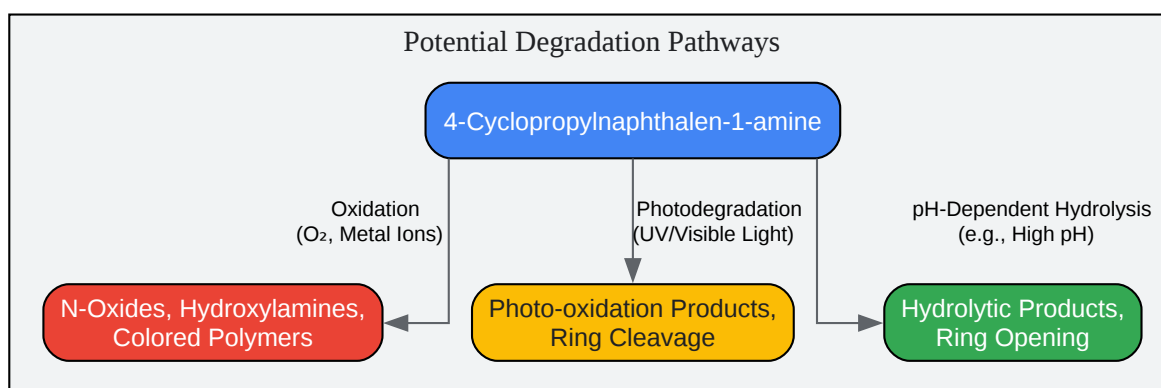 Potential Degradation Pathways
4-Cyclopropylnaphthalen-1-amine
Oxidation
(O₂, Metal Ions)
Photodegradation
(UV/Visible Light)
pH-Dependent Hydrolysis
(e.g., High pH)
N-Oxides, Hydroxylamines,
Colored Polymers
Photo-oxidation Products,
Ring Cleavage
Hydrolytic Products,
Ring Opening